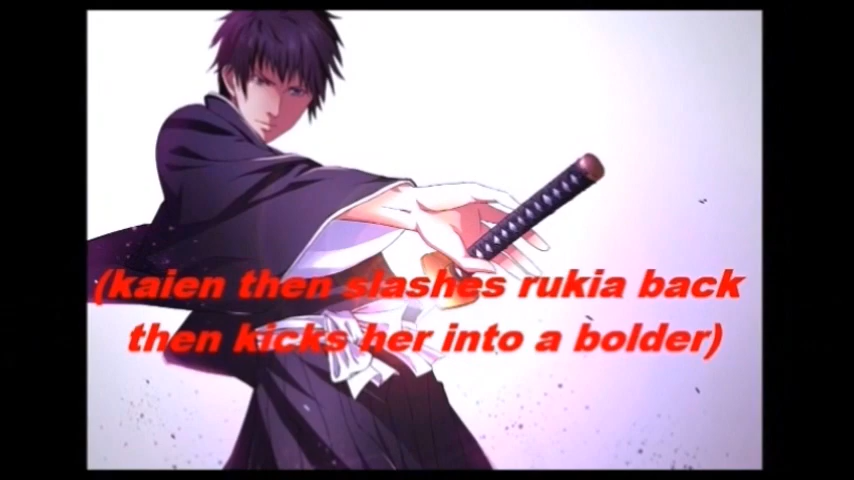 (kaien then slashes rukia back
then kicks her into a bolder)